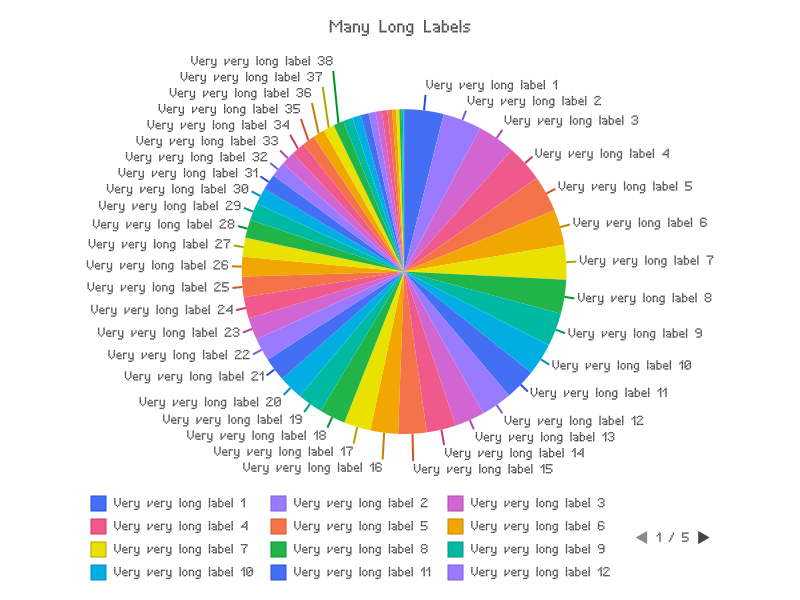 Many Long Labels
Very very long label 38
Very very long label 37
Very very long label 36
Very very long label 35
Very very long label 34
Very very long label 33
Very very long label 32
Very very long label 31
Very very long label 30
Very very long label 29
Very very long label 28
Very very long label 27
Very very long label 26
Very very long label 25
Very very long label 24
Very very long label 23
Very very long label 22
Very very long label 21
Very very long label 20
Very very long label 19
Very very long label 18
Very very long label 17
Very very long label 16
Very very long label 1
Very very long label 2
Very very long label 3
Very very long label 4
Very very long label 5
Very very long label 6
Very very long label 7
Very very long label 8
Very very long label 9
Very very long label 10
Very very long label 11
Very very long label 12
Very very long label 13
Very very long label 14
Very very long label 15
Very very long label 1 Very very long label 2 Very very long label 3
Very very long label 4 Very very long label 5 Very very long label 6
Very very long label 7 Very very long label 8 Very very long label 9
Very very long label 10 Very very long label 11 Very very long label 12
1 / 5